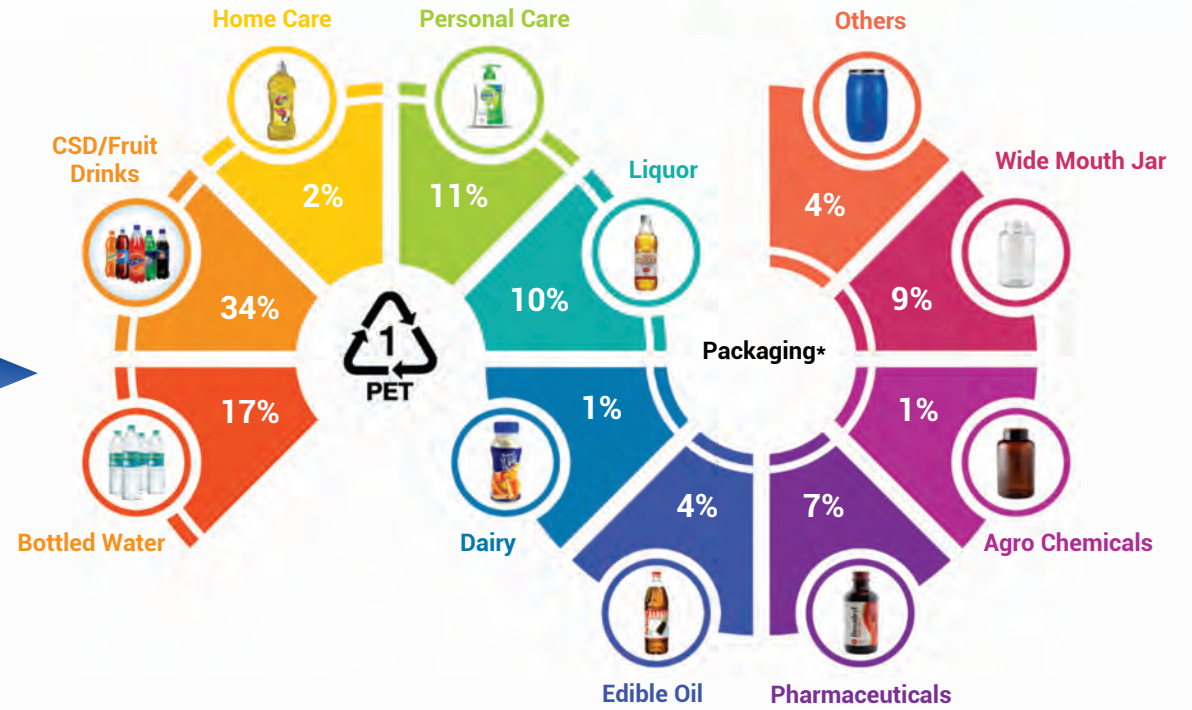 Home Care
Personal Care
Others
CSD/Fruit
Drinks
Liquor
Wide Mouth Jar
2%
11%
4%
34%
10%
9%
1
PET
Packaging*
17%
1%
1%
4%
7%
Bottled Water
Dairy
Agro Chemicals
Edible Oil
Pharmaceuticals